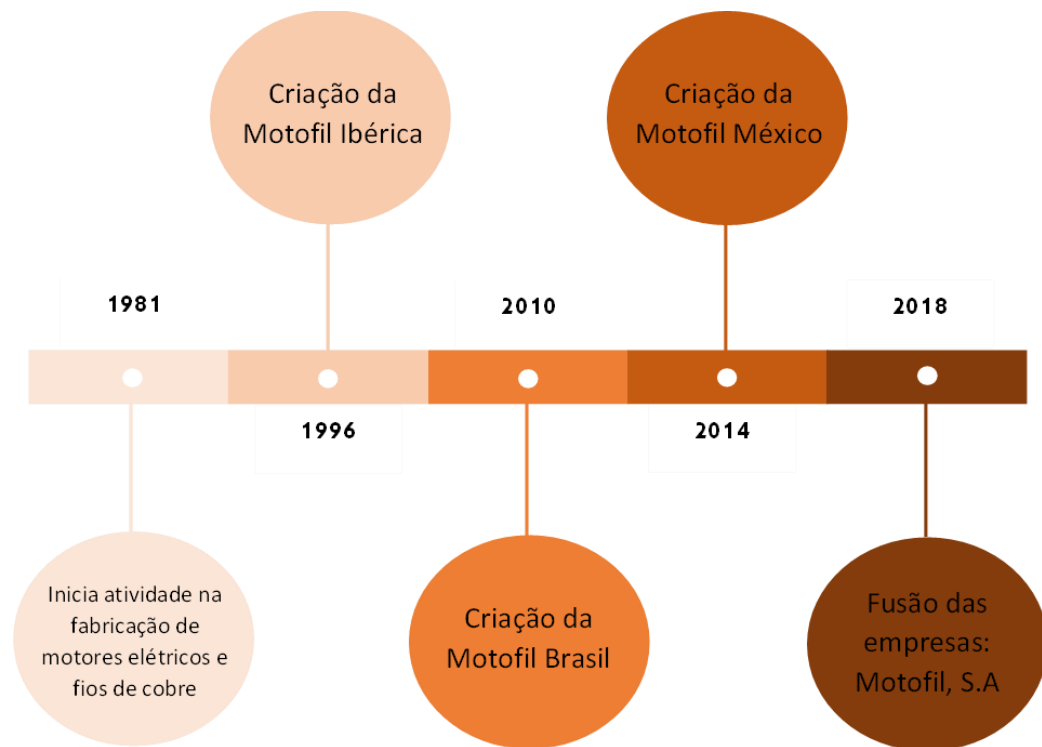 Criação da
Motofil Ibérica
Criação da
Motofil México
1981
2010
2018
1996
2014
Inicia atividade na
fabricação de
motores elétricos e
fios de cobre
Criação da
Motofil Brasil
Fusão das
empresas:
Motofil, S.A